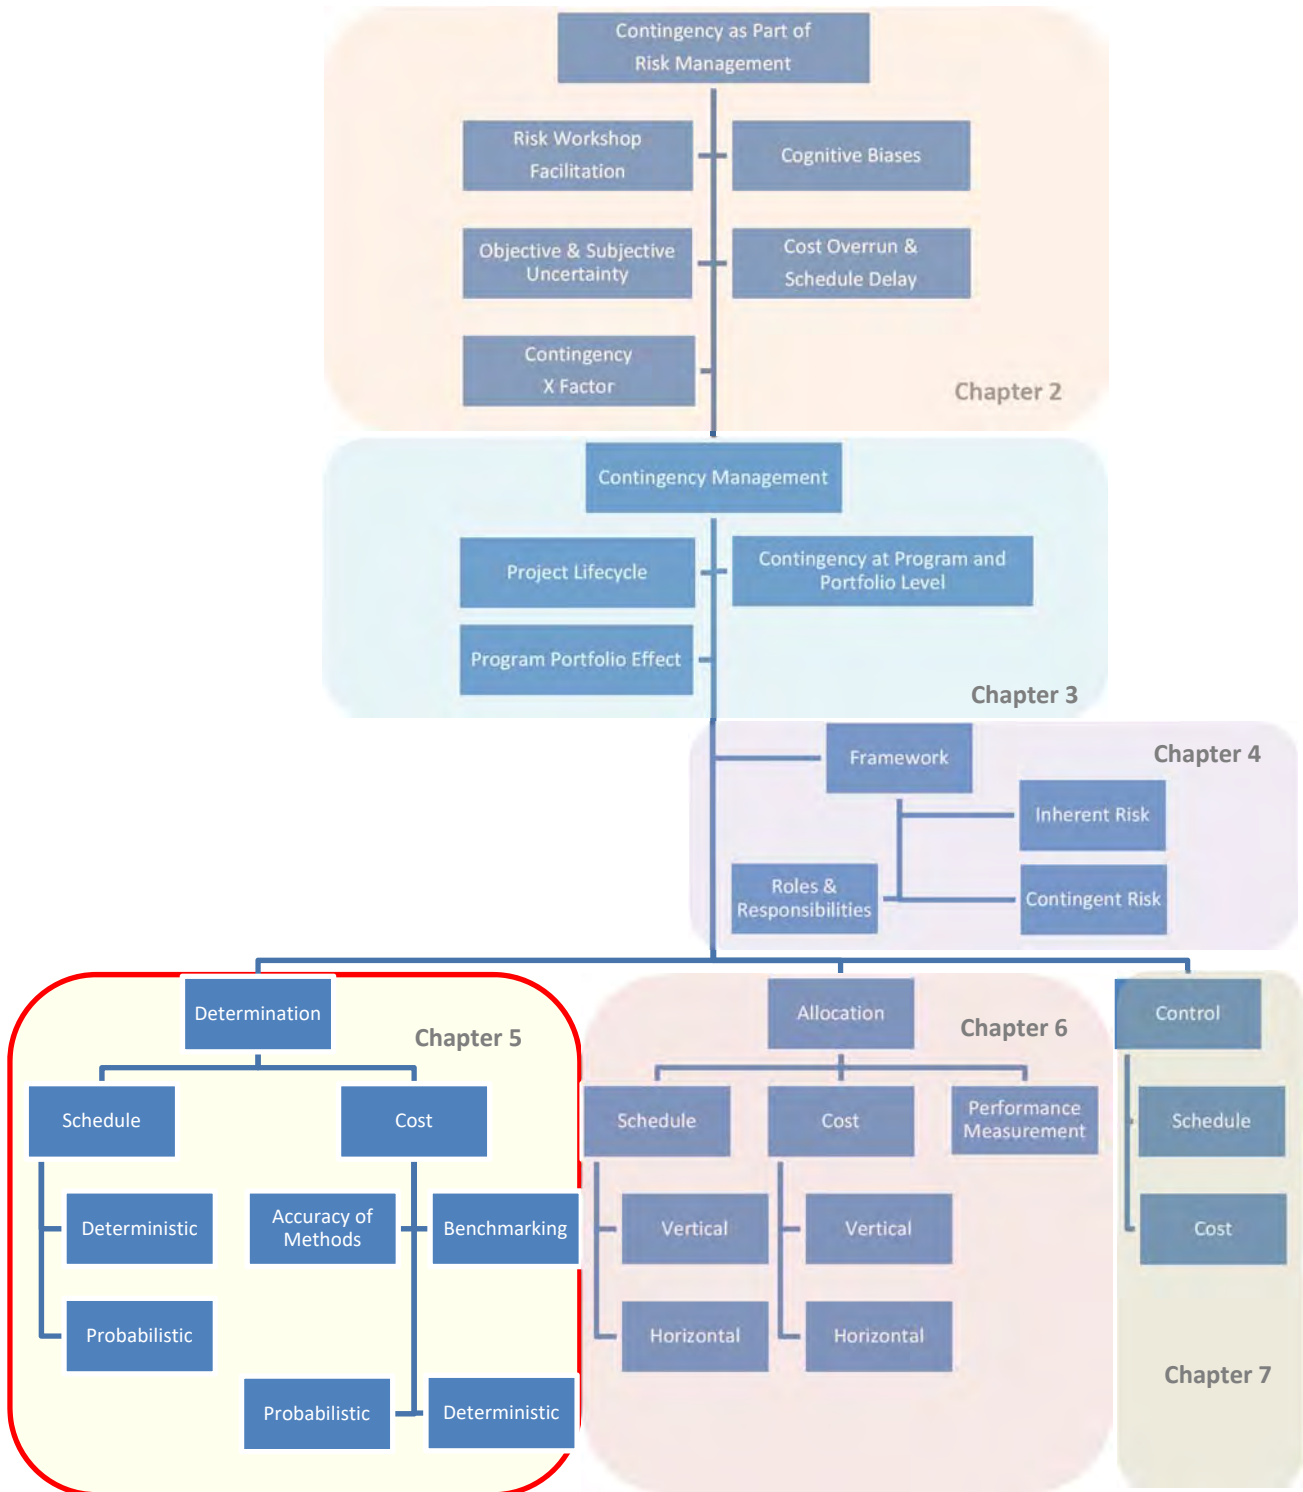 Contingency as Part of
Risk Management
Risk Workshop
Facilitation
Cognitive Biases
Objective & Subjective
Uncertainty
Cost Overrun &
Schedule Delay
Contingency
X Factor
Chapter 2
Contingency Management
Project Lifecycle
Contingency at Program and
Portfolio Level
Program Portfolio Effect
Chapter 3
Framework
Chapter 4
Inherent Risk
Roles &
Responsibilities
Contingent Risk
Determination
Chapter 5
Schedule
Cost
Deterministic
Accuracy of
Methods
Benchmarking
Probabilistic
Probabilistic
Deterministic
Allocation
Chapter 6
Schedule
Cost
Performance
Measurement
Vertical
Vertical
Horizontal
Horizontal
Control
Schedule
Cost
Chapter 7